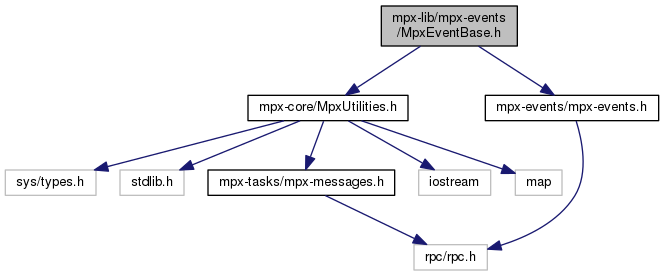 mpx-lib/mpx-events
/MpxEventBase.h
mpx-core/MpxUtilities.h
mpx-events/mpx-events.h
sys/types.h
stdlib.h
mpx-tasks/mpx-messages.h
iostream
map
rpc/rpc.h